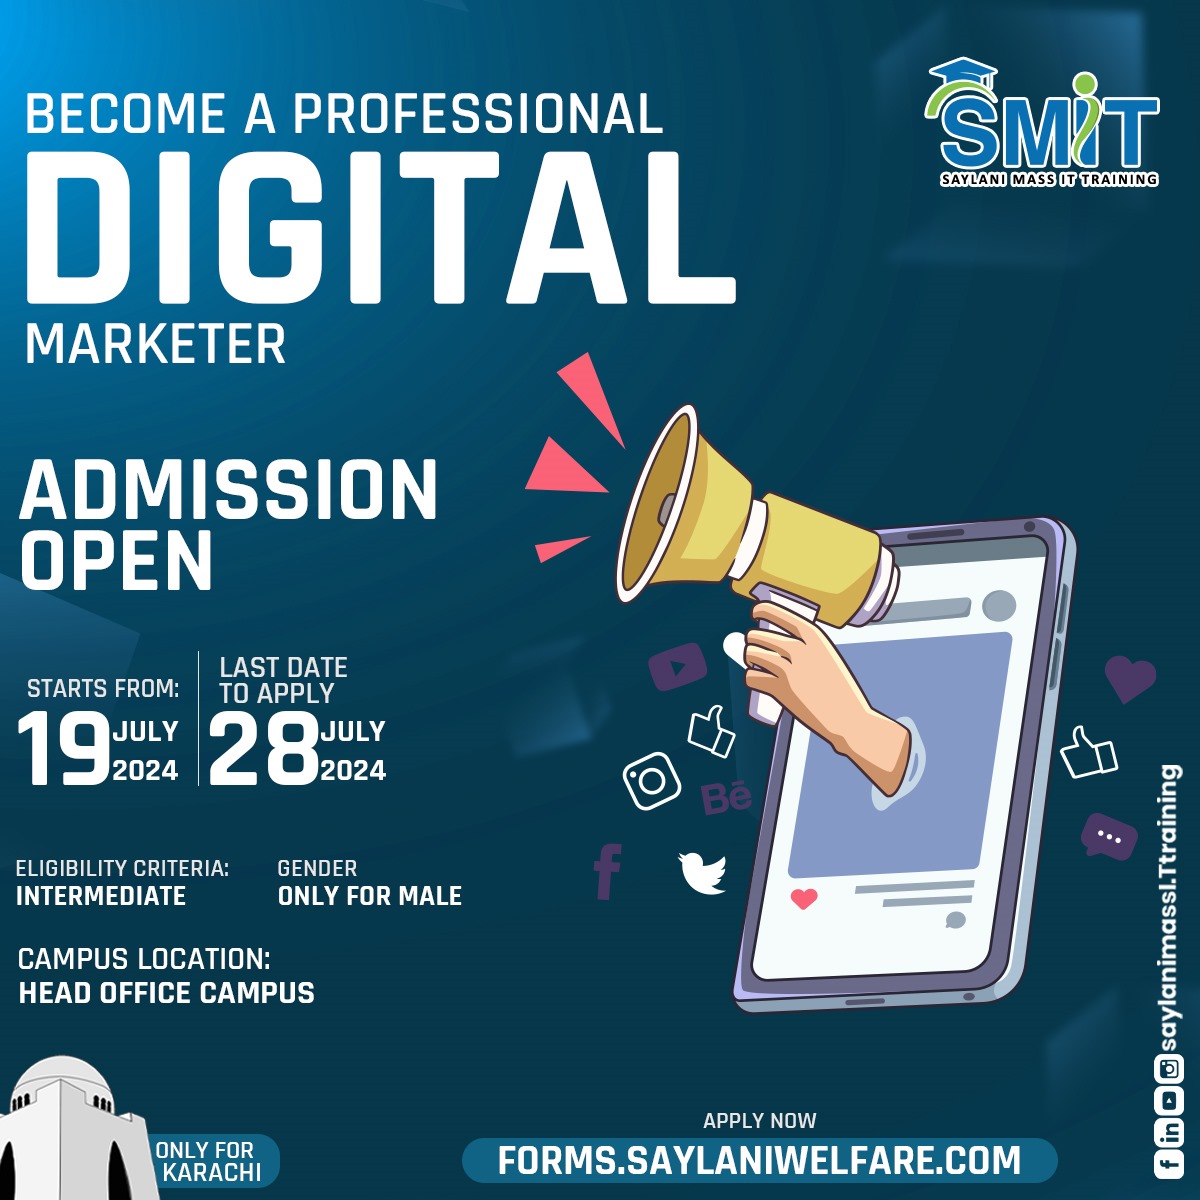 BECOME A PROFESSIONAL
DIGITAL
MARKETER
SMiT
SAYLANI MASS IT TRAINING
ADMISSION
OPEN
STARTS FROM:
19 JULY
2024
LAST DATE
TO APPLY
28 JULY
2024
ELIGIBILITY CRITERIA:
INTERMEDIATE
GENDER
ONLY FOR MALE
CAMPUS LOCATION:
HEAD OFFICE CAMPUS
Bē
saylanimassI.Ttraining
ONLY FOR
KARACHI
APPLY NOW
FORMS.SAYLANIWELFARE.COM